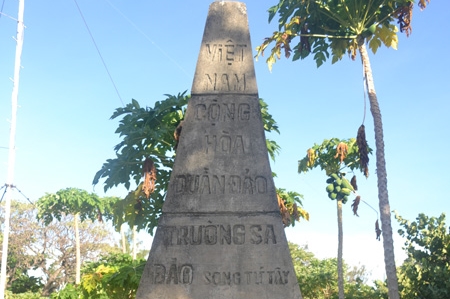 VIỆT
NAM
CỘNG
HÒA
QUẦN ĐẢO
TRƯỜNG SA
ĐẢO SONG TỬ TÂY